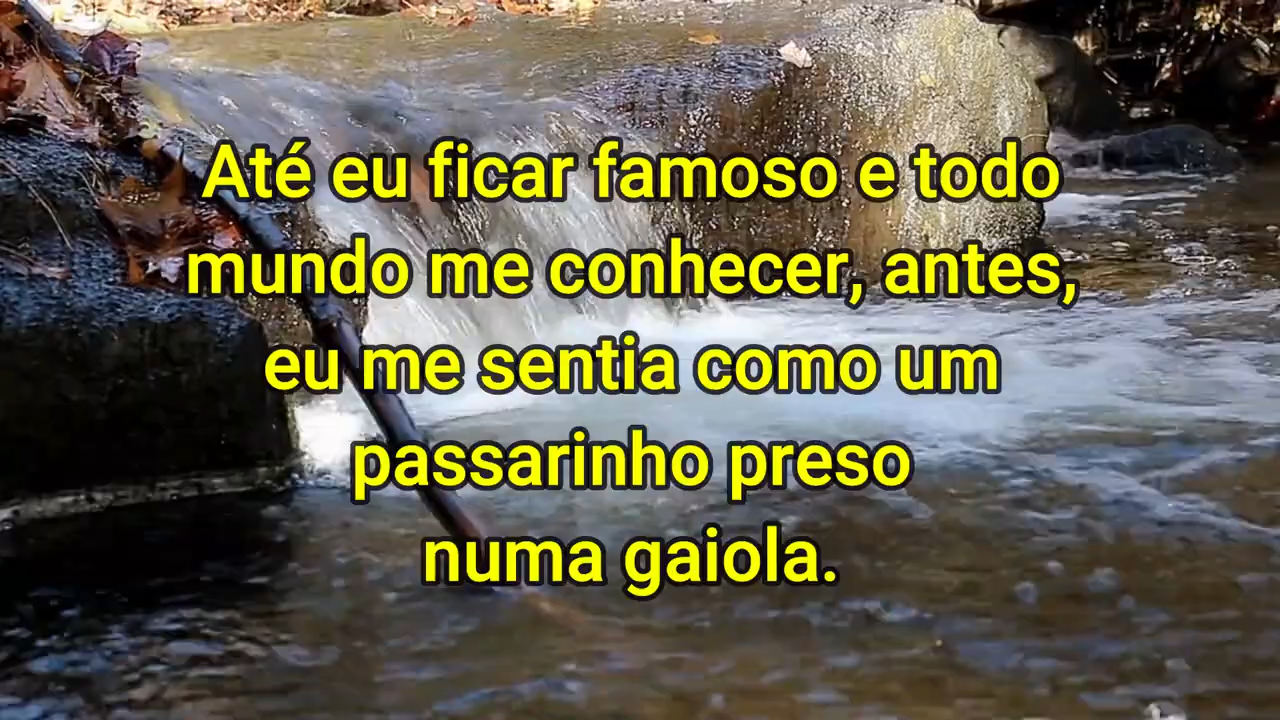 Até eu ficar famoso e todo
mundo me conhecer, antes,
eu me sentia como um
passarinho preso
numa gaiola.